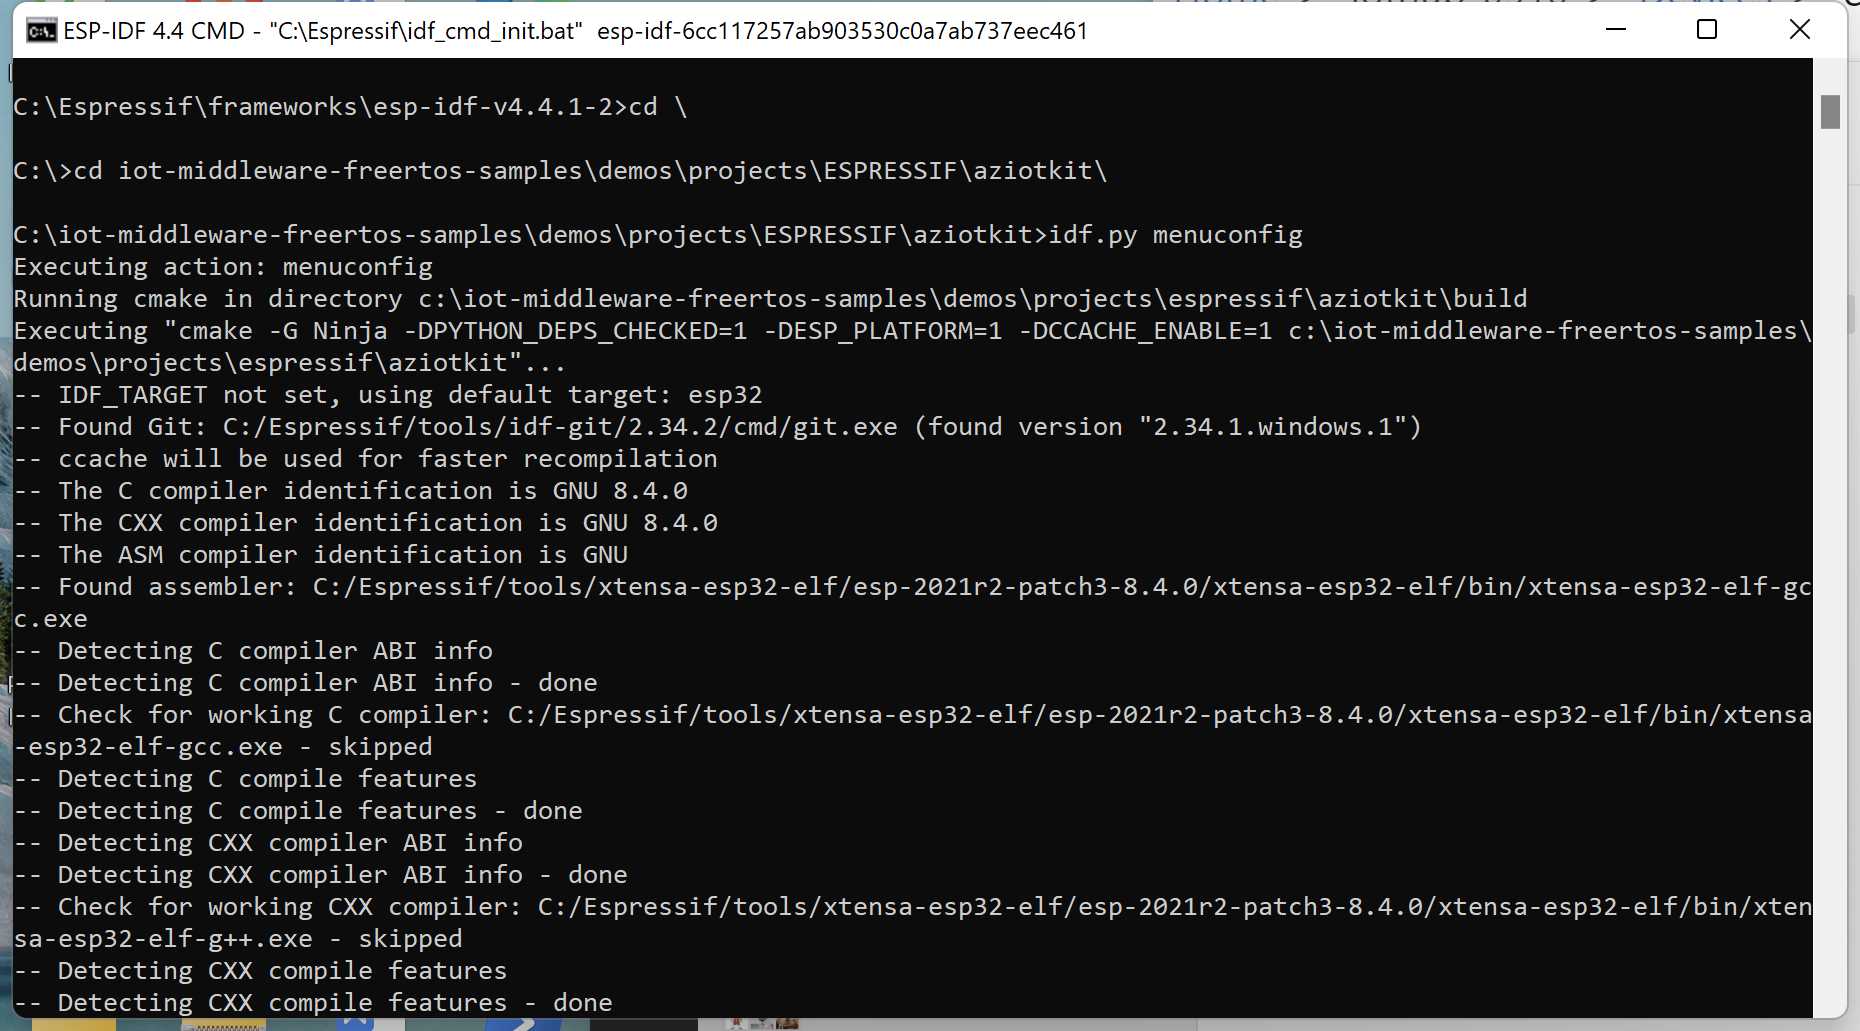 ESP-IDF 4.4 CMD - "C:\Espressif\idf_cmd_init.bat"  esp-idf-6cc117257ab903530c0a7ab737eec461
C:\Espressif\frameworks\esp-idf-v4.4.1-2>cd \
C:\>cd iot-middleware-freertos-samples\demos\projects\ESPRESSIF\aziotkit\
C:\iot-middleware-freertos-samples\demos\projects\ESPRESSIF\aziotkit>idf.py menuconfig
Executing action: menuconfig
Running cmake in directory c:\iot-middleware-freertos-samples\demos\projects\espressif\aziotkit\build
Executing "cmake -G Ninja -DPYTHON_DEPS_CHECKED=1 -DESP_PLATFORM=1 -DCCACHE_ENABLE=1 c:\iot-middleware-freertos-samples\
demos\projects\espressif\aziotkit"...
-- IDF_TARGET not set, using default target: esp32
-- Found Git: C:/Espressif/tools/idf-git/2.34.2/cmd/git.exe (found version "2.34.1.windows.1")
-- ccache will be used for faster recompilation
-- The C compiler identification is GNU 8.4.0
-- The CXX compiler identification is GNU 8.4.0
-- The ASM compiler identification is GNU
-- Found assembler: C:/Espressif/tools/xtensa-esp32-elf/esp-2021r2-patch3-8.4.0/xtensa-esp32-elf/bin/xtensa-esp32-elf-gc
c.exe
-- Detecting C compiler ABI info
-- Detecting C compiler ABI info - done
-- Check for working C compiler: C:/Espressif/tools/xtensa-esp32-elf/esp-2021r2-patch3-8.4.0/xtensa-esp32-elf/bin/xtensa
-esp32-elf-gcc.exe - skipped
-- Detecting C compile features
-- Detecting C compile features - done
-- Detecting CXX compiler ABI info
-- Detecting CXX compiler ABI info - done
-- Check for working CXX compiler: C:/Espressif/tools/xtensa-esp32-elf/esp-2021r2-patch3-8.4.0/xtensa-esp32-elf/bin/xten
sa-esp32-elf-g++.exe - skipped
-- Detecting CXX compile features
-- Detecting CXX compile features - done